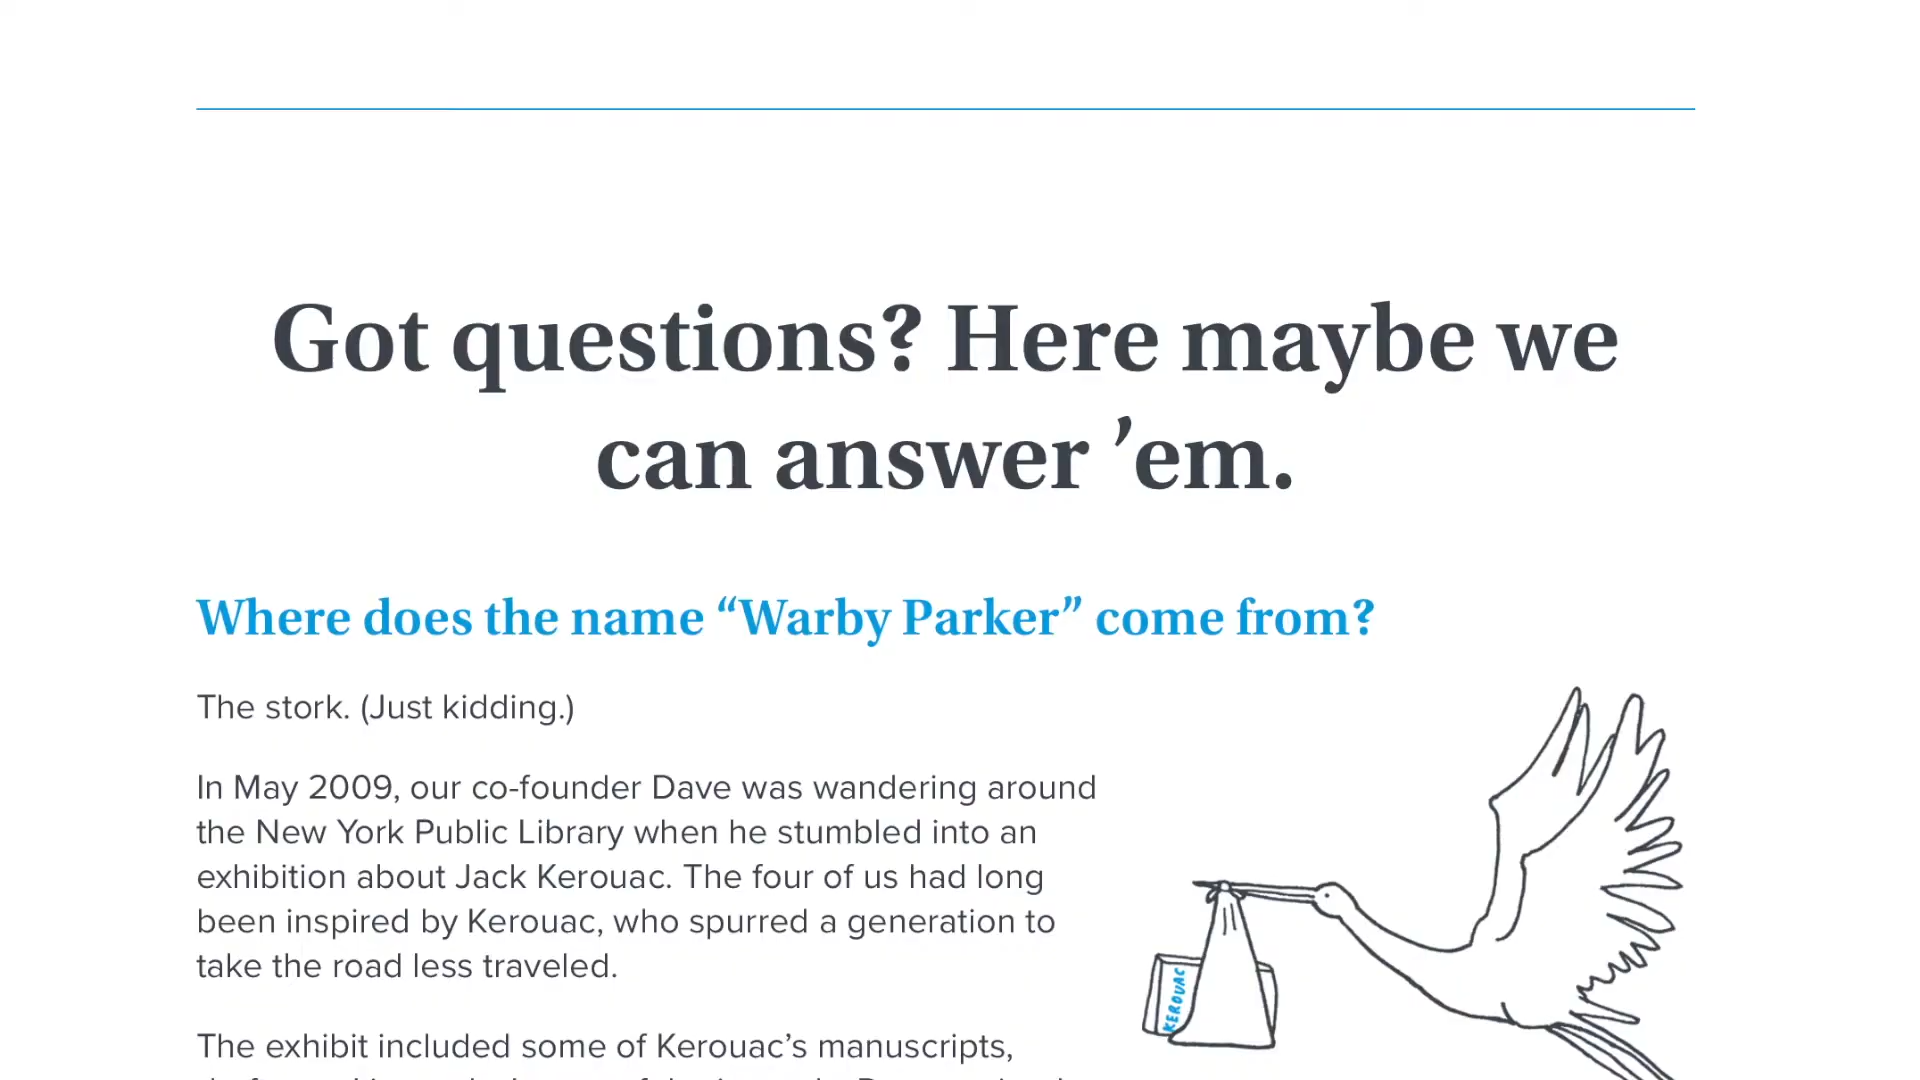 Got questions? Here maybe we
can answer ’em.
Where does the name “Warby Parker” come from?
The stork. (Just kidding.)
In May 2009, our co-founder Dave was wandering around
the New York Public Library when he stumbled into an
exhibition about Jack Kerouac. The four of us had long
been inspired by Kerouac, who spurred a generation to
take the road less traveled.
KEROUAC
The exhibit included some of Kerouac’s manuscripts,